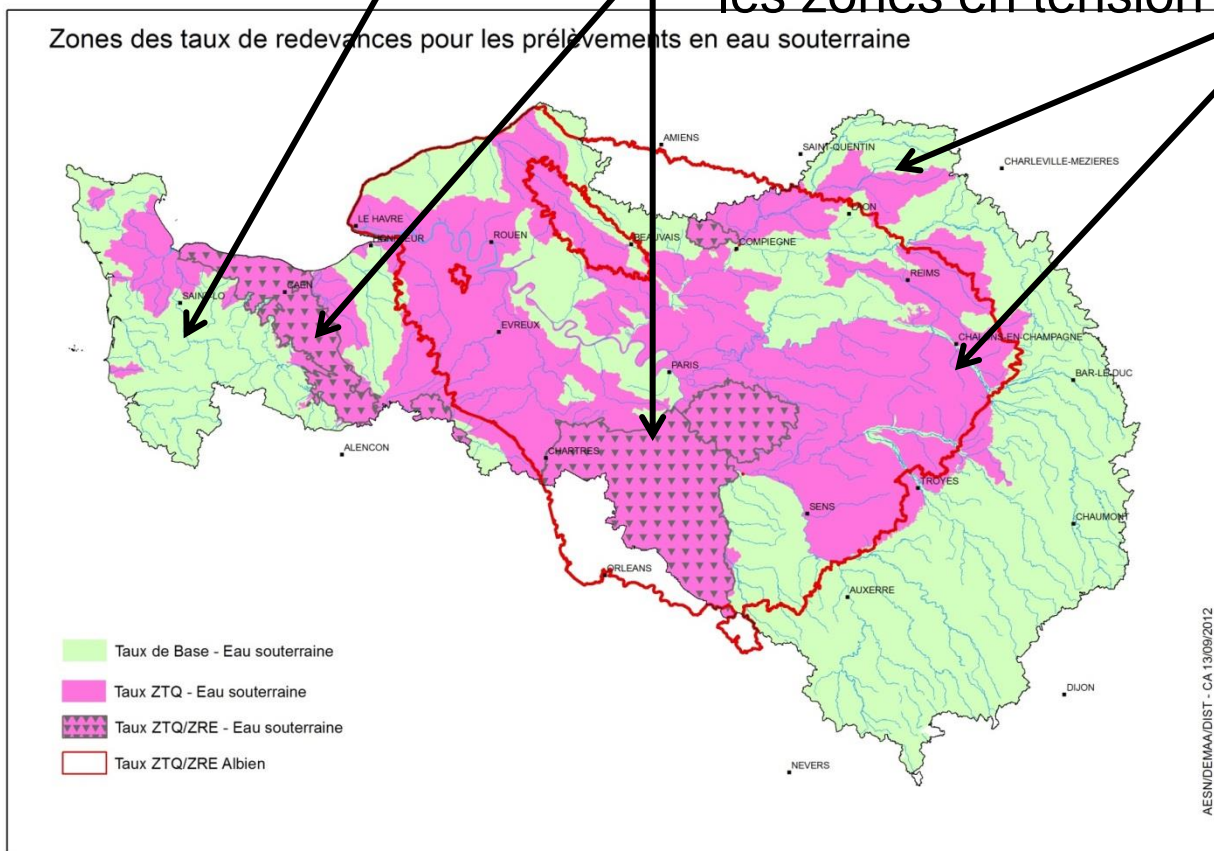 les zones en tension
Zones des taux de redevances pour les prélèvements en eau souterraine
AMIENS
SAINT-QUENTIN
CHARLEVILLE-MEZIERES
LAON
LE HAVRE
HONFLEUR
ROUEN
BEAUVAIS
COMPIEGNE
REIMS
CAEN
SAINT-LO
EVREUX
CHALONS-EN-CHAMPAGNE
PARIS
BAR-LE-DUC
ALENCON
CHARTRES
TROYES
SENS
CHAUMONT
ORLEANS
AUXERRE
DIJON
NEVERS
Taux de Base - Eau souterraine
Taux ZTQ - Eau souterraine
Taux ZTQ/ZRE - Eau souterraine
Taux ZTQ/ZRE Albien
AESN/DEMAA/DIST - CA 13/09/2012